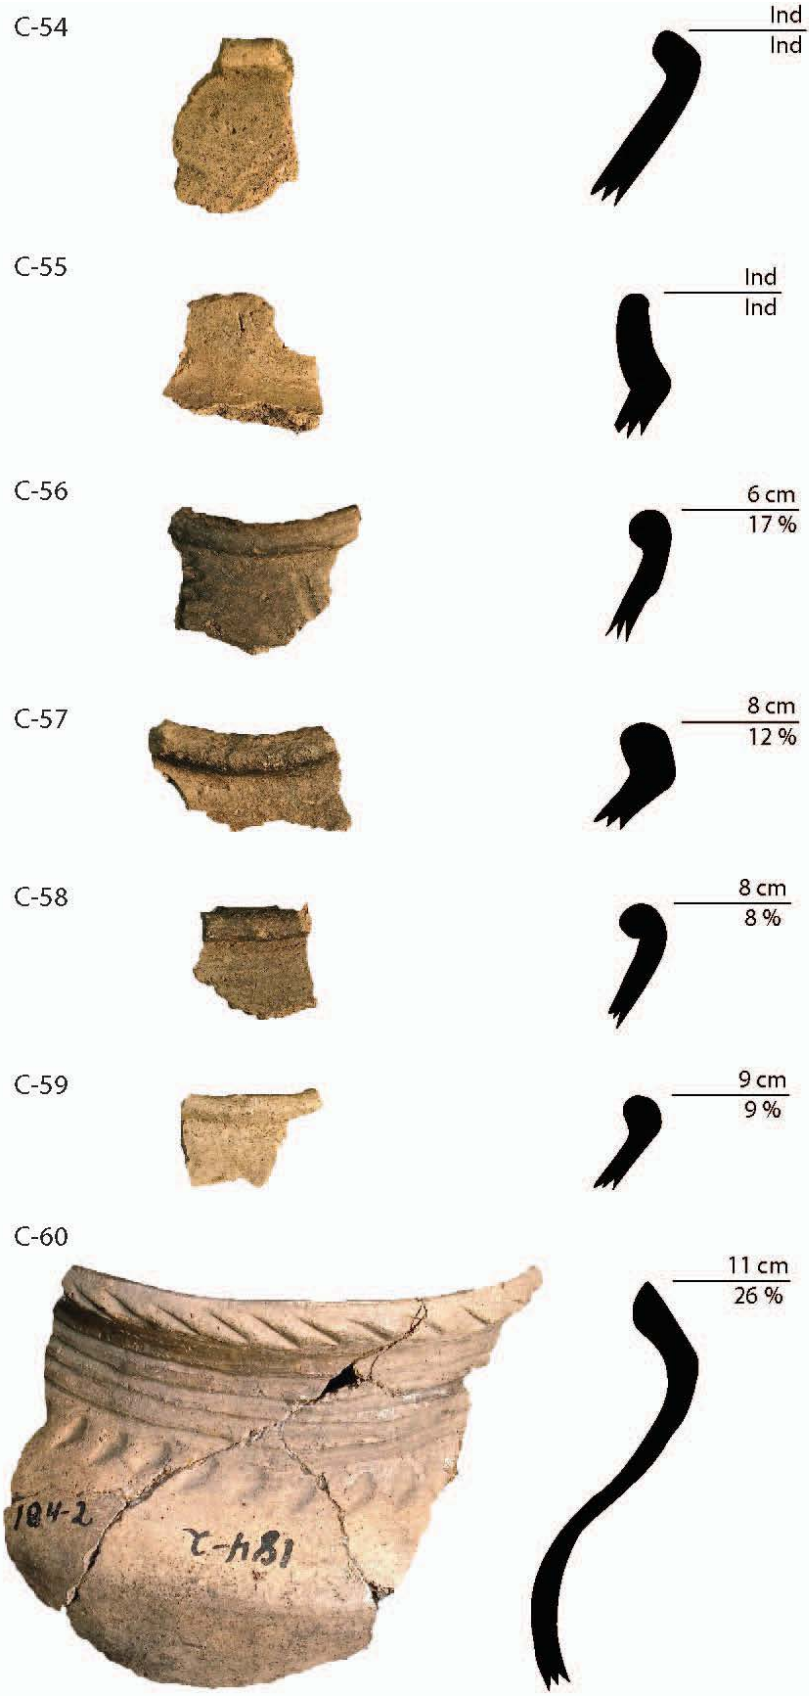 C-54
Ind
Ind
C-55
Ind
Ind
C-56
6 cm
17 %
C-57
8 cm
12 %
C-58
8 cm
8 %
C-59
9 cm
9 %
C-60
11 cm
26 %
184-2
184-2